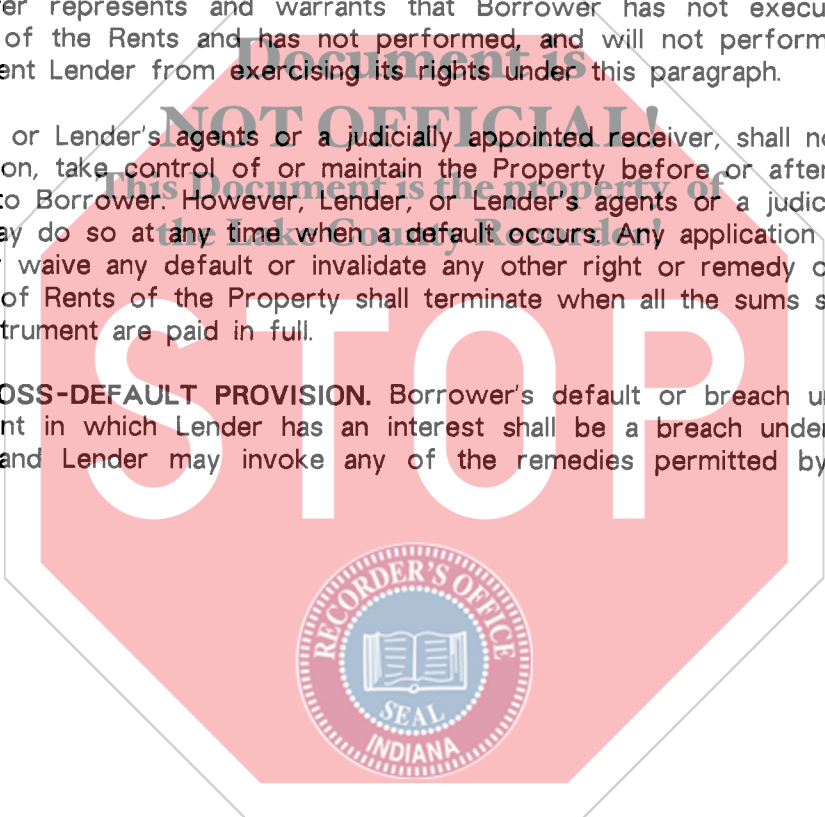 er represents and warrants that Borrower has not execu
of the Rents and has not performed, and will not perform
ent Lender from exercising its rights under this paragraph.
Document is
NOT OFFICIAL!
This Document is the property of
the Lake County Recorder!
or Lender's agents or a judicially appointed receiver, shall no
on, take control of or maintain the Property before or after
to Borrower. However, Lender, or Lender's agents or a judic
ay do so at any time when a default occurs. Any application
waive any default or invalidate any other right or remedy o
of Rents of the Property shall terminate when all the sums s
trument are paid in full.
OSS-DEFAULT PROVISION. Borrower's default or breach u
nt in which Lender has an interest shall be a breach under
and Lender may invoke any of the remedies permitted by
STOP
RECORDER'S OFFICE
SEAL
INDIANA